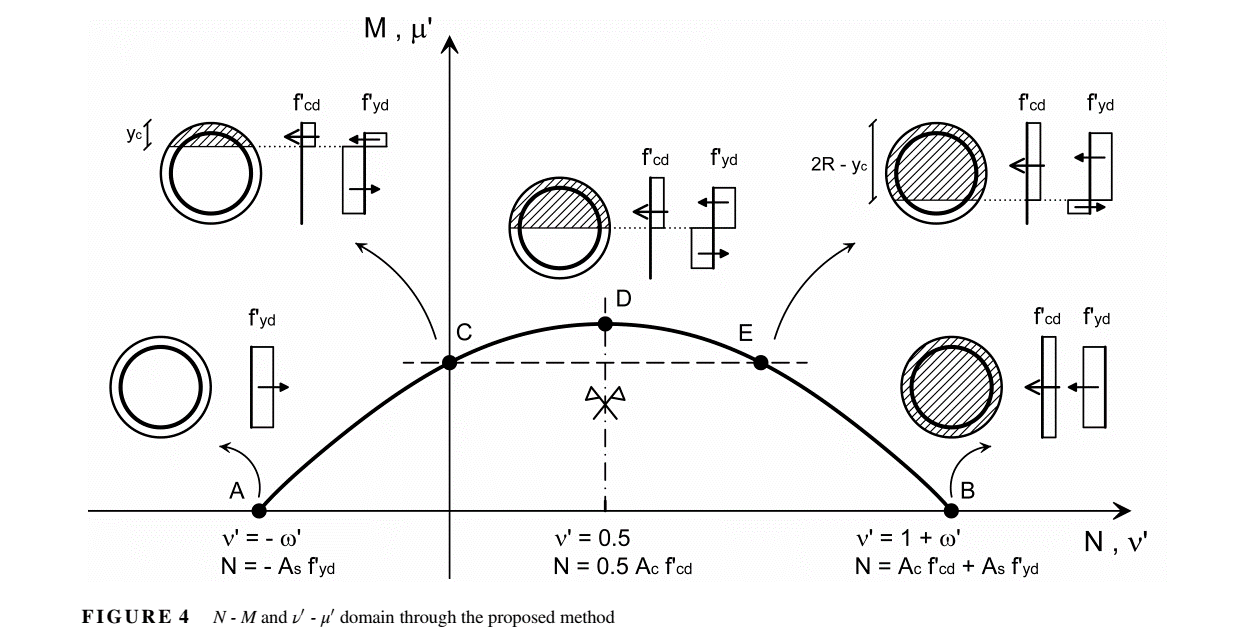 M , μ'
f'cd f'yd
yc
f'cd f'yd
f'cd f'yd
2R - yc
f'yd
C
D
E
f'cd f'yd
A
B
ν' = - ω'
N = - As f'yd
ν' = 0.5
N = 0.5 Ac f'cd
ν' = 1 + ω'
N = Ac f'cd + As f'yd
N , ν'
FIGURE 4 N - M and ν′ - μ′ domain through the proposed method